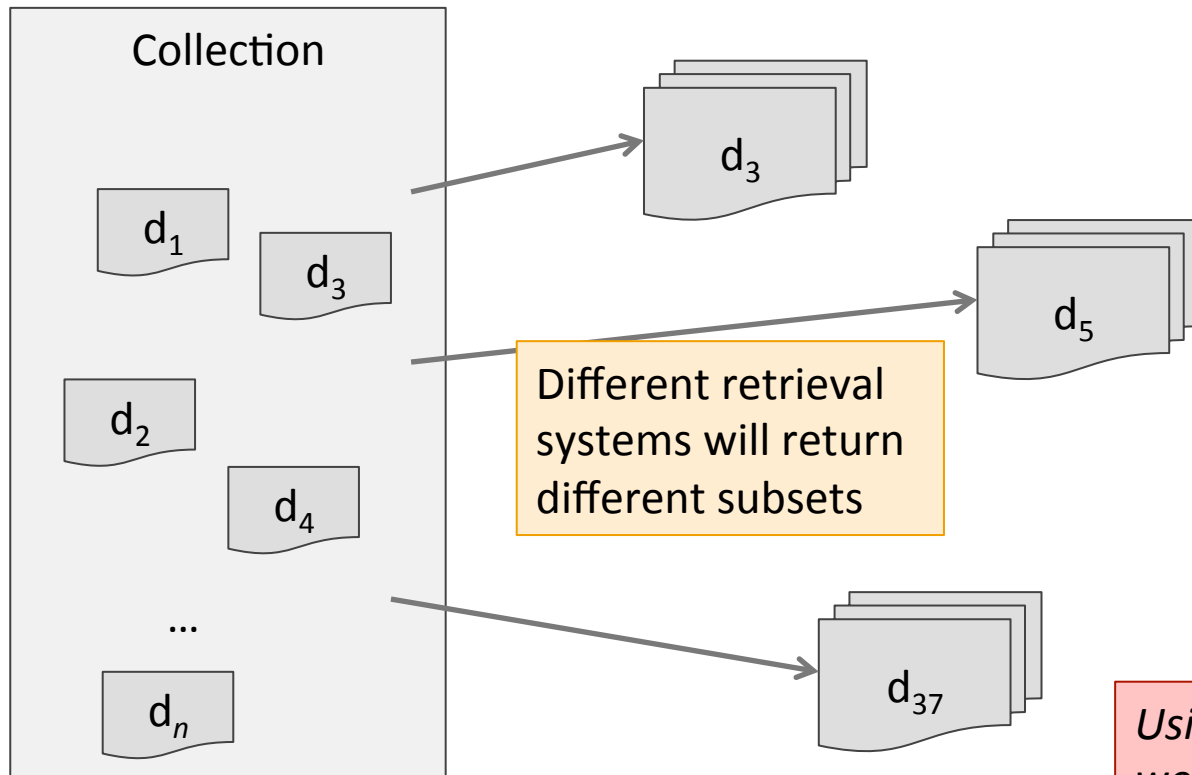 Collection
d₁
d₃
d₂
d₄
...
dₙ
d₃
d₅
Different retrieval
systems will return
different subsets
d₃₇